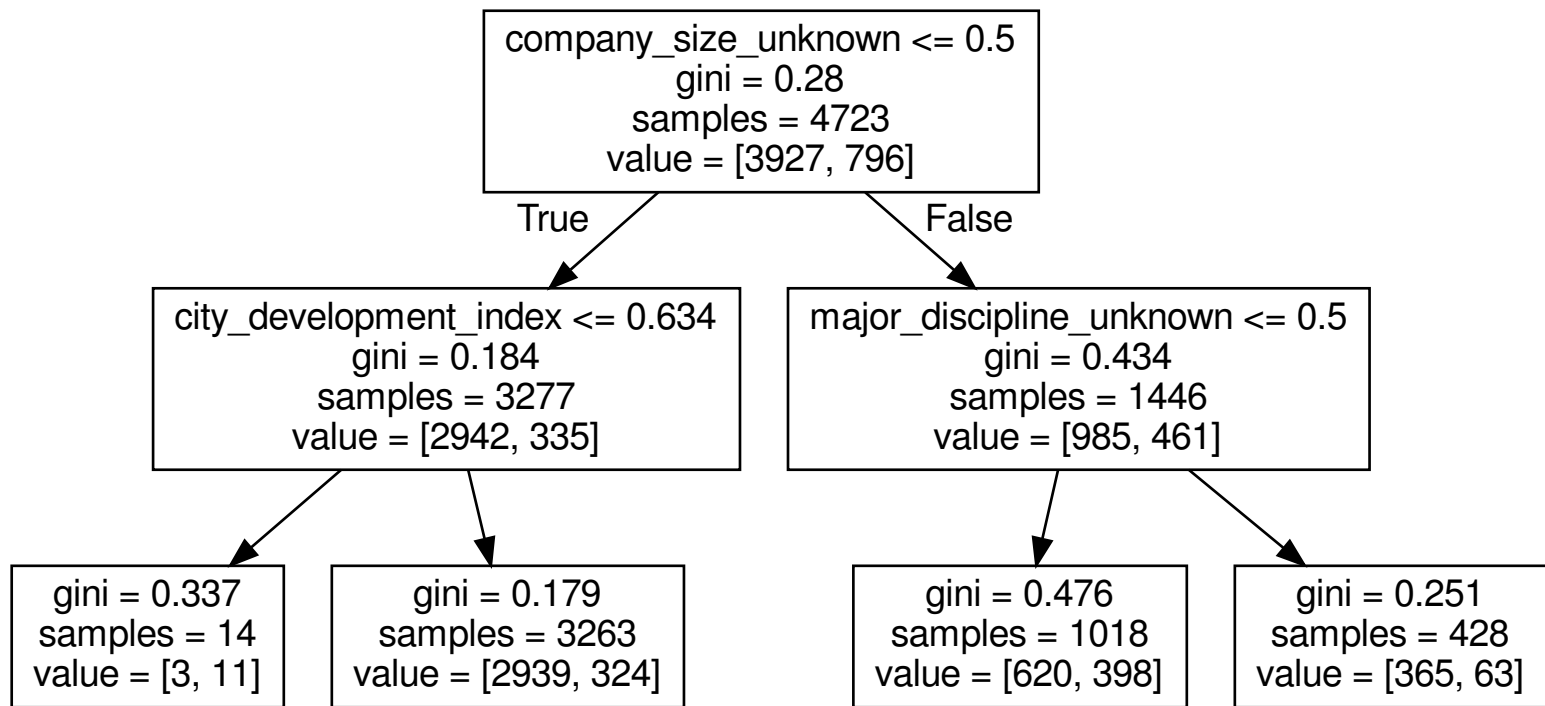 company_size_unknown <= 0.5
gini = 0.28
samples = 4723
value = [3927, 796]
True
False
city_development_index <= 0.634
gini = 0.184
samples = 3277
value = [2942, 335]
major_discipline_unknown <= 0.5
gini = 0.434
samples = 1446
value = [985, 461]
gini = 0.337
samples = 14
value = [3, 11]
gini = 0.179
samples = 3263
value = [2939, 324]
gini = 0.476
samples = 1018
value = [620, 398]
gini = 0.251
samples = 428
value = [365, 63]